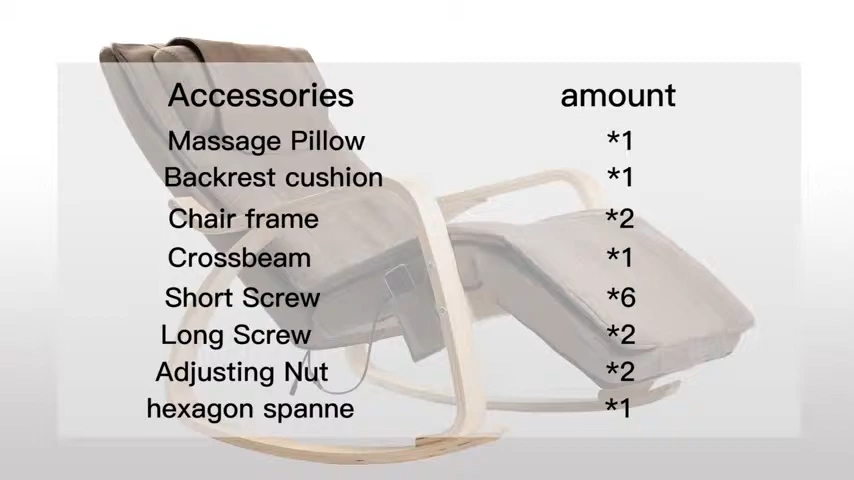 Accessories amount
Massage Pillow *1
Backrest cushion *1
Chair frame *2
Crossbeam *1
Short Screw *6
Long Screw *2
Adjusting Nut *2
hexagon spanne *1